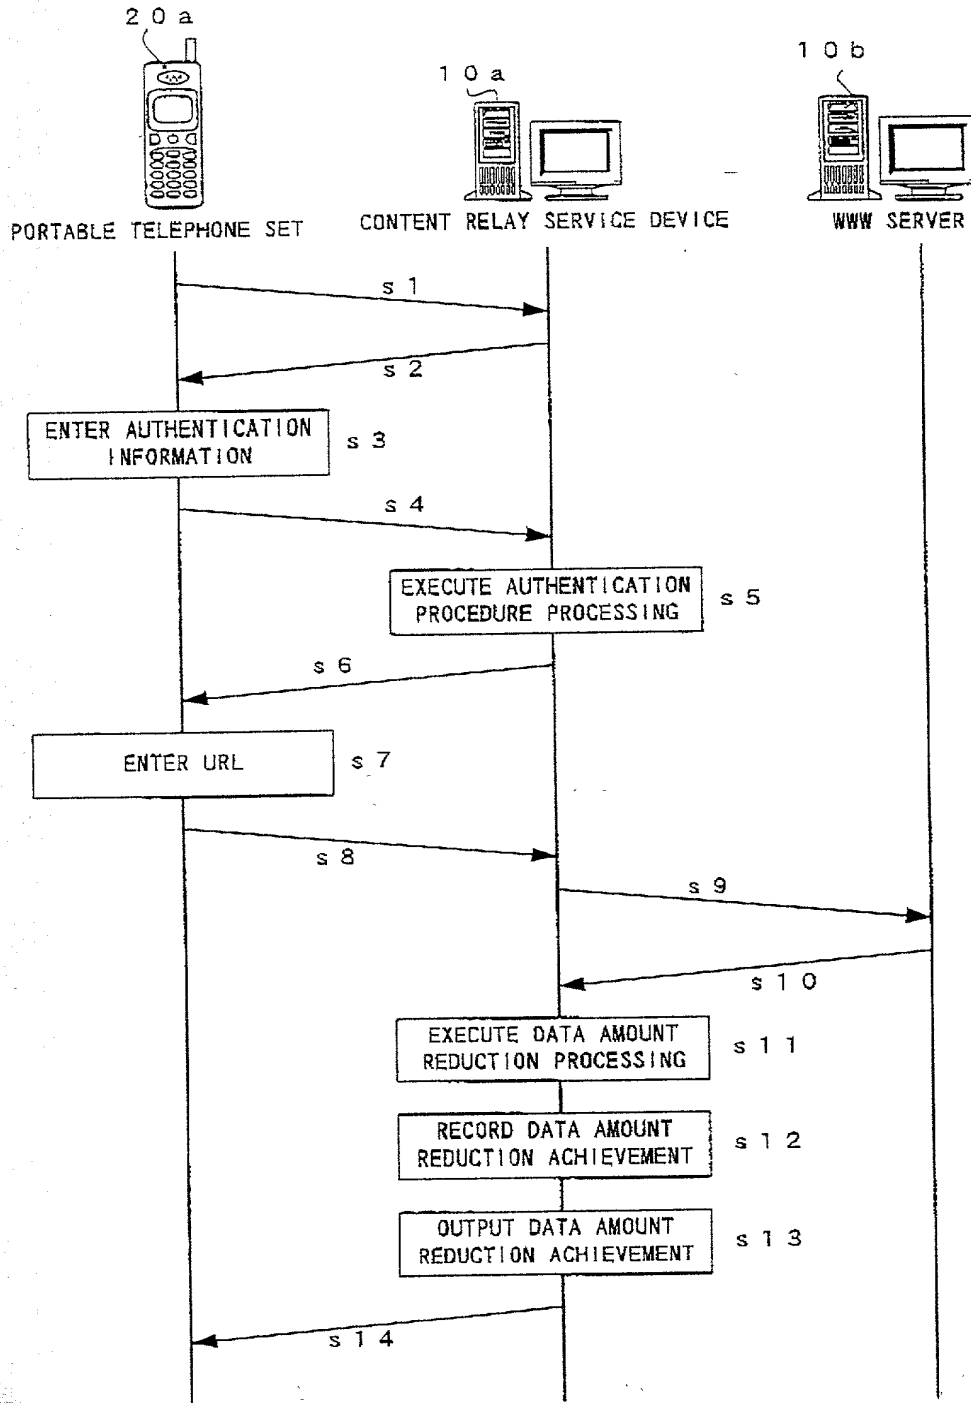 20a
10a
10b
PORTABLE TELEPHONE SET
CONTENT RELAY SERVICE DEVICE
WWW SERVER
s1
s2
ENTER AUTHENTICATION
INFORMATION
s3
s4
EXECUTE AUTHENTICATION
PROCEDURE PROCESSING
s5
s6
ENTER URL
s7
s8
s9
s10
EXECUTE DATA AMOUNT
REDUCTION PROCESSING
s11
RECORD DATA AMOUNT
REDUCTION ACHIEVEMENT
s12
OUTPUT DATA AMOUNT
REDUCTION ACHIEVEMENT
s13
s14